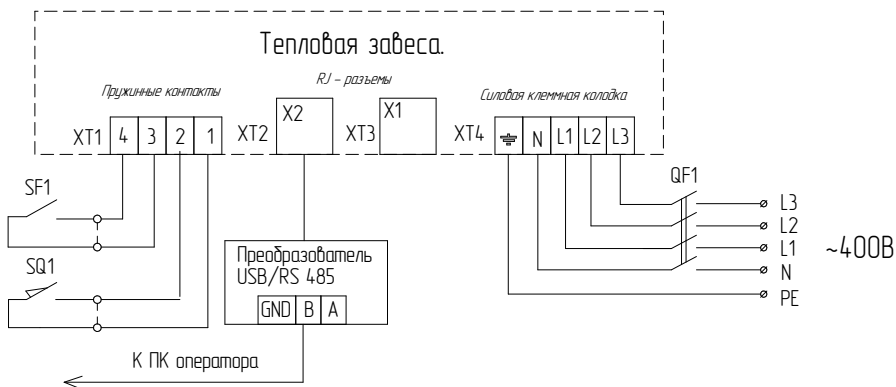 Тепловая завеса.
RJ - разъемы
Пружинные контакты
Силовая клеммная колодка
XT1 4 3 2 1
XT2 X2
XT3 X1
XT4 N L1 L2 L3
SF1
SQ1
QF1
L3
L2
L1
N
PE
~400В
Преобразователь
USB/RS 485
GND B A
К ПК оператора